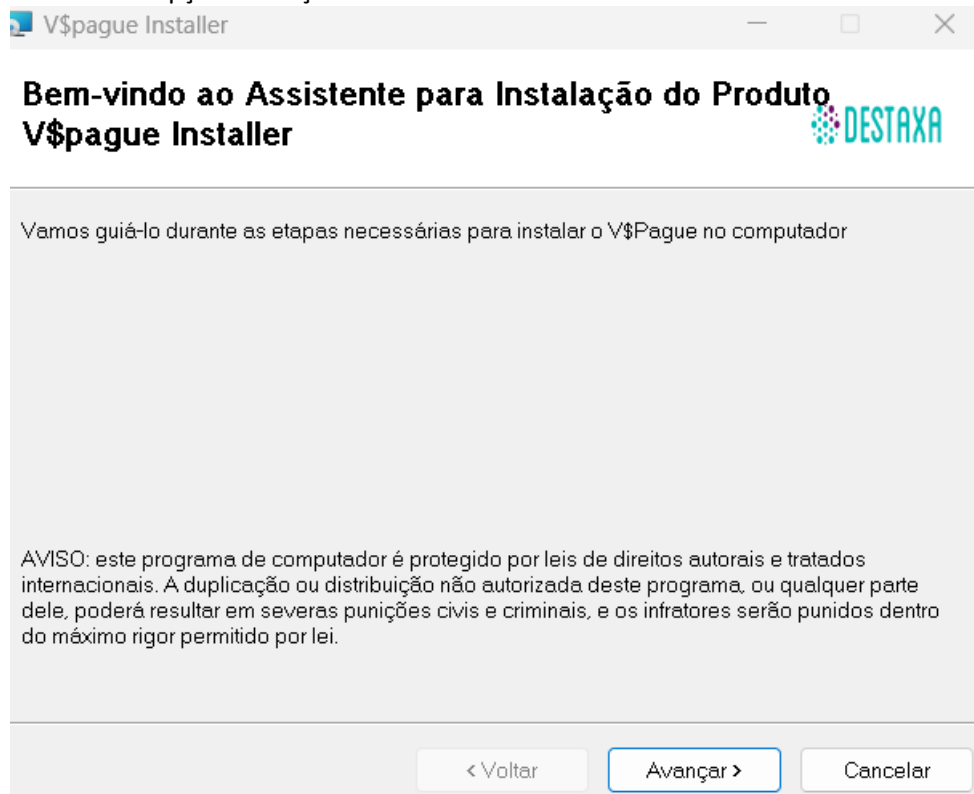 V$pague Installer
Bem-vindo ao Assistente para Instalação do Produto
V$pague Installer
DESTAXA
Vamos guiá-lo durante as etapas necessárias para instalar o V$Pague no computador
AVISO: este programa de computador é protegido por leis de direitos autorais e tratados
internacionais. A duplicação ou distribuição não autorizada deste programa, ou qualquer parte
dele, poderá resultar em severas punições civis e criminais, e os infratores serão punidos dentro
do máximo rigor permitido por lei.
< Voltar
Avançar >
Cancelar